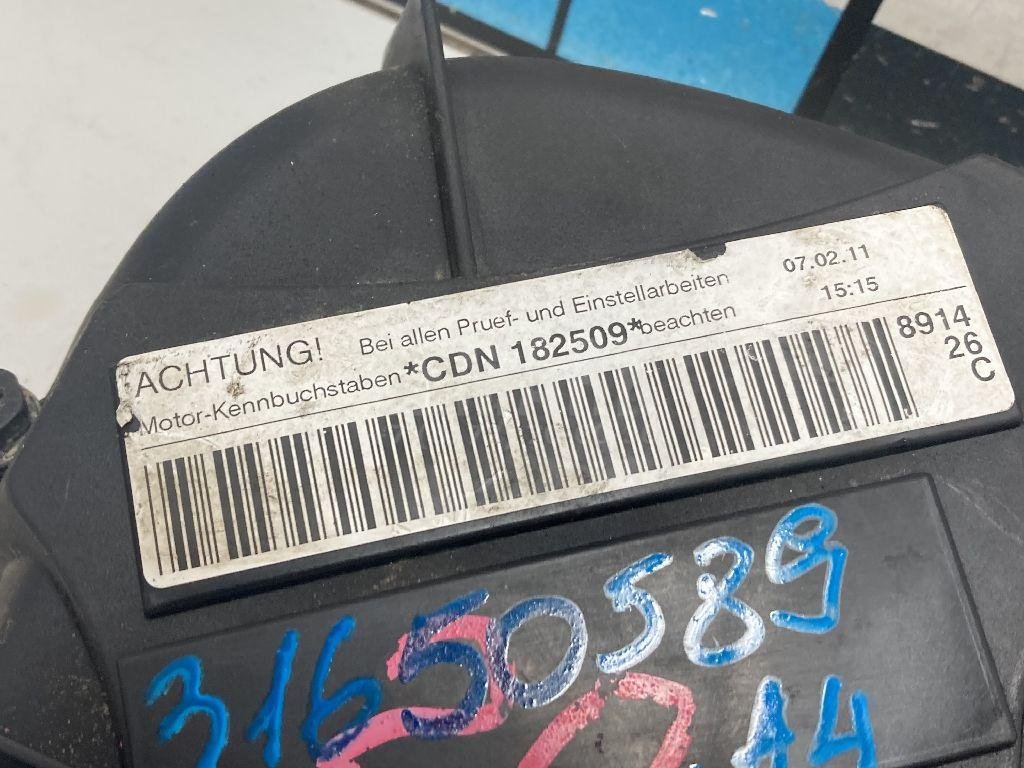 ACHTUNG! Bei allen Pruef- und Einstellarbeiten 07.02.11
Motor-Kennbuchstaben *CDN 182509* beachten 15:15
8914
26
C
31650589
14